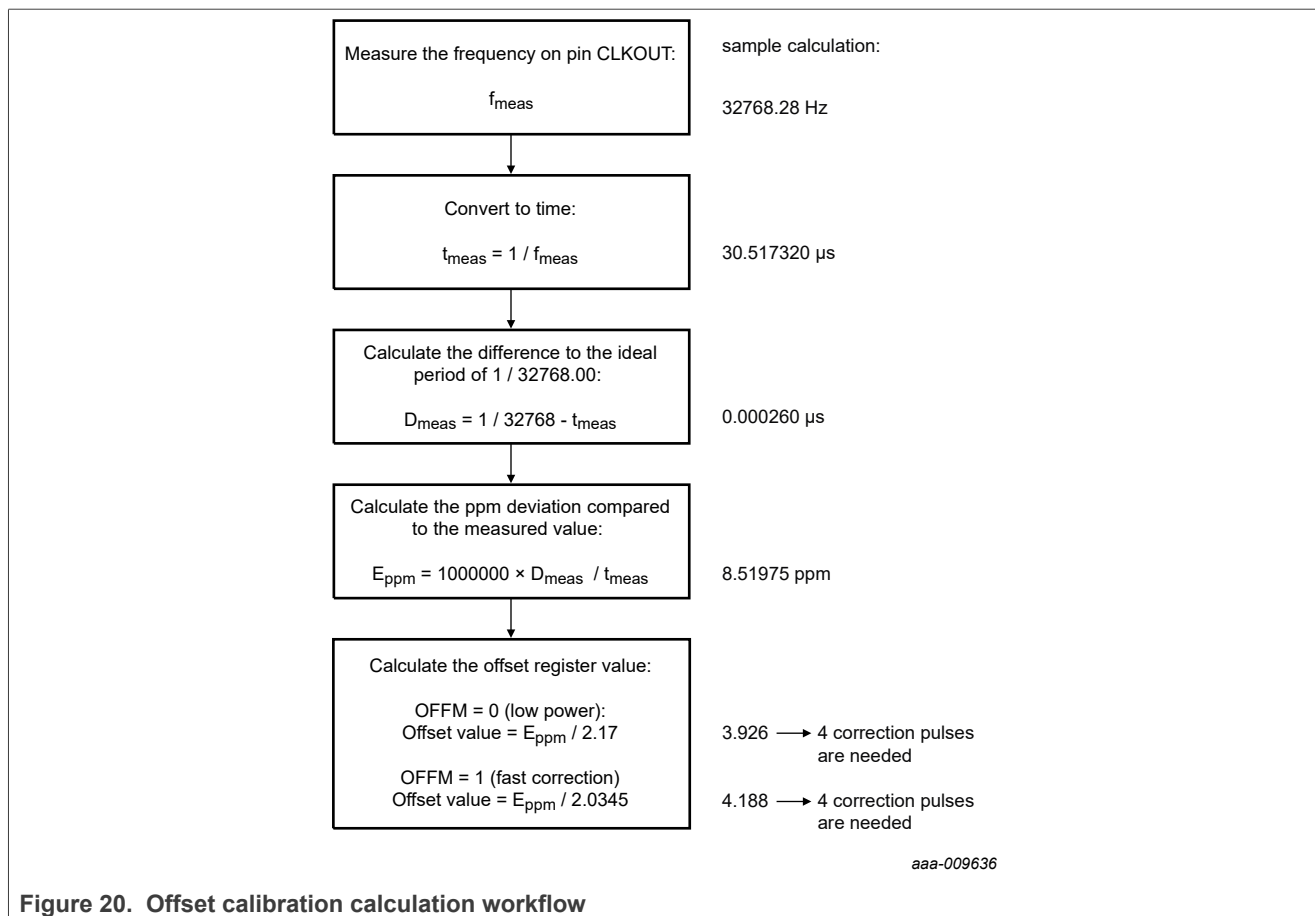 Measure the frequency on pin CLKOUT:
fmeas
sample calculation:
32768.28 Hz
Convert to time:
tmeas = 1 / fmeas
30.517320 μs
Calculate the difference to the ideal
period of 1 / 32768.00:
Dmeas = 1 / 32768 - tmeas
0.000260 μs
Calculate the ppm deviation compared
to the measured value:
Eppm = 1000000 × Dmeas / tmeas
8.51975 ppm
Calculate the offset register value:
OFFM = 0 (low power):
Offset value = Eppm / 2.17
3.926 → 4 correction pulses
are needed
OFFM = 1 (fast correction)
Offset value = Eppm / 2.0345
4.188 → 4 correction pulses
are needed
aaa-009636
Figure 20. Offset calibration calculation workflow